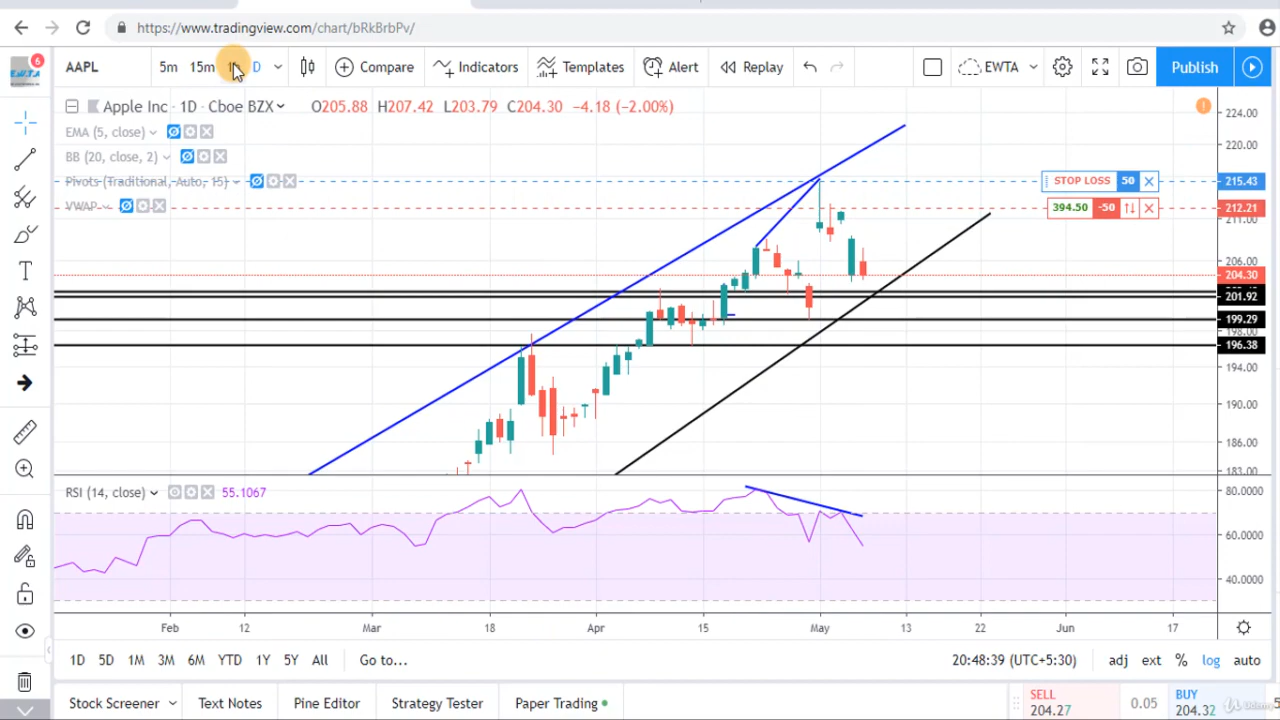 https://www.tradingview.com/chart/bRkBrbPv/
6
AAPL 5m 15m D Compare Indicators Templates Alert Replay EWTA Publish
Apple Inc · 1D · Cboe BZX O205.88 H207.42 L203.79 C204.30 −4.18 (−2.00%)
EMA (5, close)
BB (20, close, 2)
Pivots (Traditional, Auto, 15)
VWAP
STOP LOSS 50
394.50 -50
224.00
220.00
215.43
212.21
211.00
206.00
204.30
201.92
199.29
198.00
196.38
194.00
190.00
186.00
183.00
RSI (14, close) 55.1067
80.0000
60.0000
40.0000
Feb 12 Mar 18 Apr 15 May 13 22 Jun 17
1D 5D 1M 3M 6M YTD 1Y 5Y All Go to... 20:48:39 (UTC+5:30) adj ext % log auto
Stock Screener Text Notes Pine Editor Strategy Tester Paper Trading
SELL
204.27
0.05
BUY
204.32
Udemy